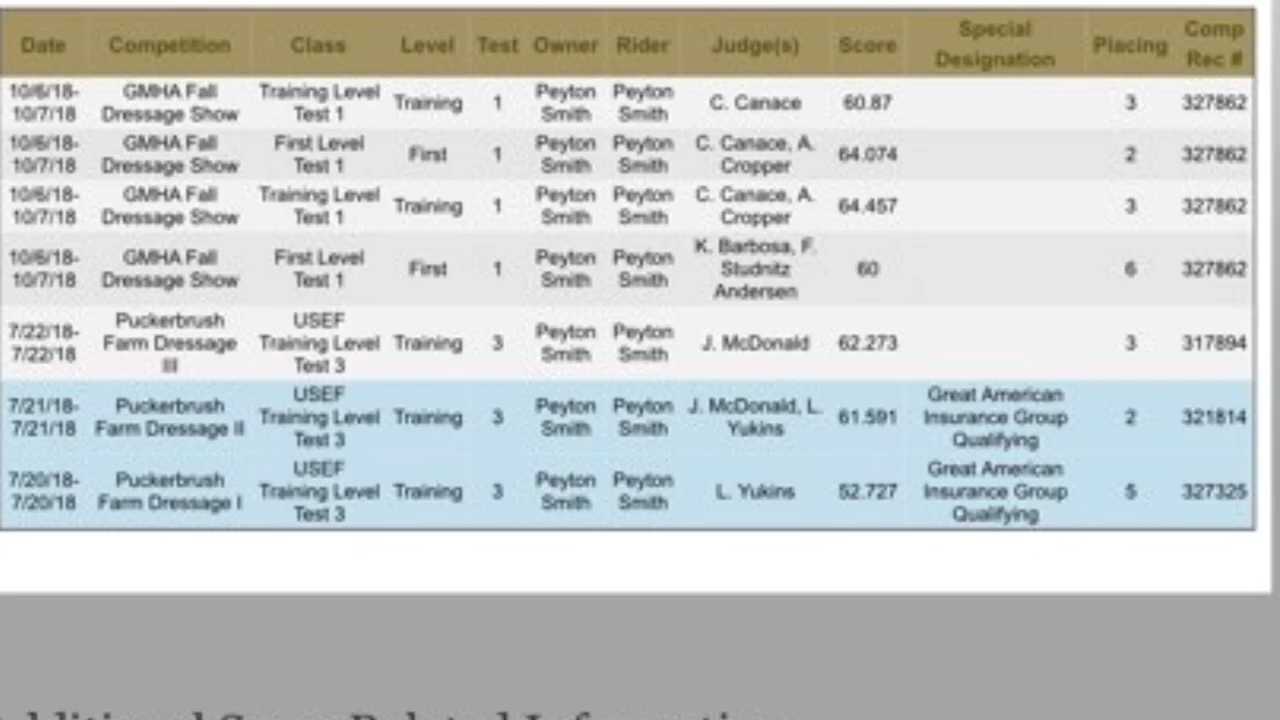 Date Competition Class Level Test Owner Rider Judge(s) Score Special Designation Placing Comp Rec #
10/6/18-10/7/18 GMHA Fall Dressage Show Training Level Test 1 Training 1 Peyton Smith Peyton Smith C. Canace 60.87 3 327862
10/6/18-10/7/18 GMHA Fall Dressage Show First Level Test 1 First 1 Peyton Smith Peyton Smith C. Canace, A. Cropper 64.074 2 327862
10/6/18-10/7/18 GMHA Fall Dressage Show Training Level Test 1 Training 1 Peyton Smith Peyton Smith C. Canace, A. Cropper 64.457 3 327862
10/6/18-10/7/18 GMHA Fall Dressage Show First Level Test 1 First 1 Peyton Smith Peyton Smith K. Barbosa, F. Studnitz Andersen 60 6 327862
7/22/18-7/22/18 Puckerbrush Farm Dressage III USEF Training Level Test 3 Training 3 Peyton Smith Peyton Smith J. McDonald 62.273 3 317894
7/21/18-7/21/18 Puckerbrush Farm Dressage II USEF Training Level Test 3 Training 3 Peyton Smith Peyton Smith J. McDonald, L. Yukins 61.591 Great American Insurance Group Qualifying 2 321814
7/20/18-7/20/18 Puckerbrush Farm Dressage I USEF Training Level Test 3 Training 3 Peyton Smith Peyton Smith L. Yukins 52.727 Great American Insurance Group Qualifying 5 327325